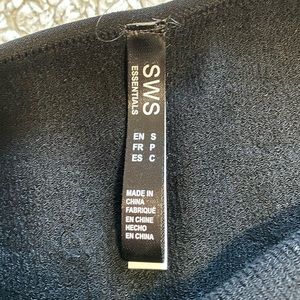 SWS
ESSENTIALS
EN S
FR P
ES C
MADE IN
CHINA
FABRIQUÉ
EN CHINE
HECHO
EN CHINA